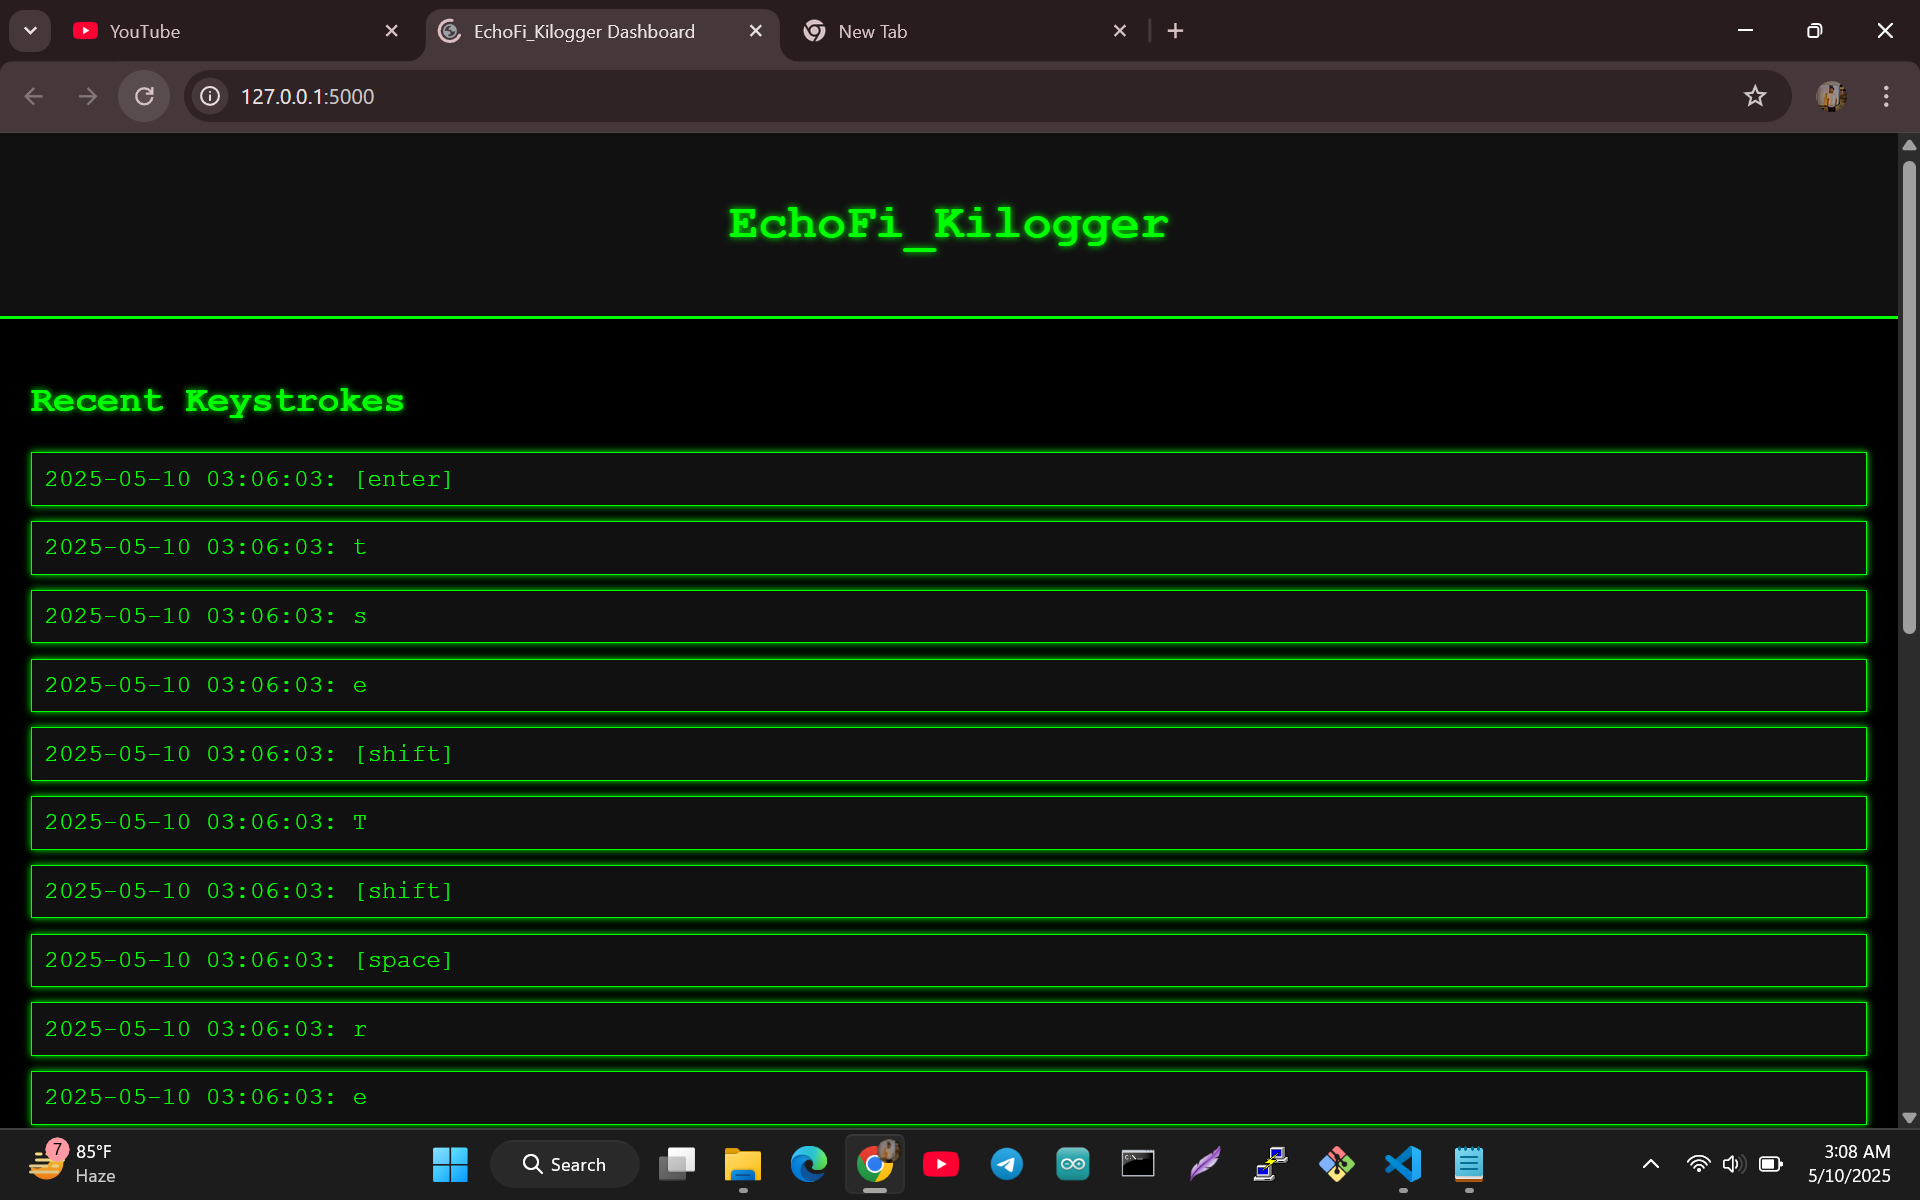 YouTube
EchoFi_Kilogger Dashboard
New Tab
127.0.0.1:5000
EchoFi_Kilogger
Recent Keystrokes
2025-05-10 03:06:03: [enter]
2025-05-10 03:06:03: t
2025-05-10 03:06:03: s
2025-05-10 03:06:03: e
2025-05-10 03:06:03: [shift]
2025-05-10 03:06:03: T
2025-05-10 03:06:03: [shift]
2025-05-10 03:06:03: [space]
2025-05-10 03:06:03: r
2025-05-10 03:06:03: e
7
85°F
Haze
Search
3:08 AM
5/10/2025